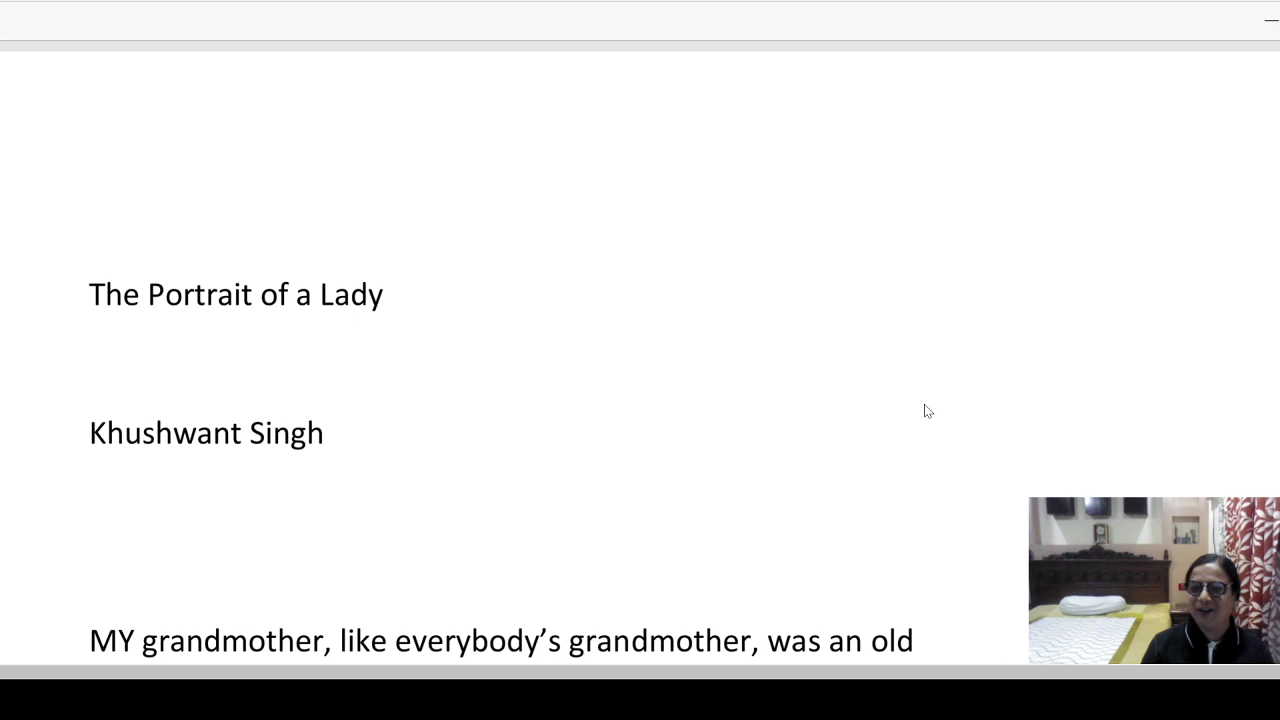 The Portrait of a Lady
Khushwant Singh
MY grandmother, like everybody’s grandmother, was an old